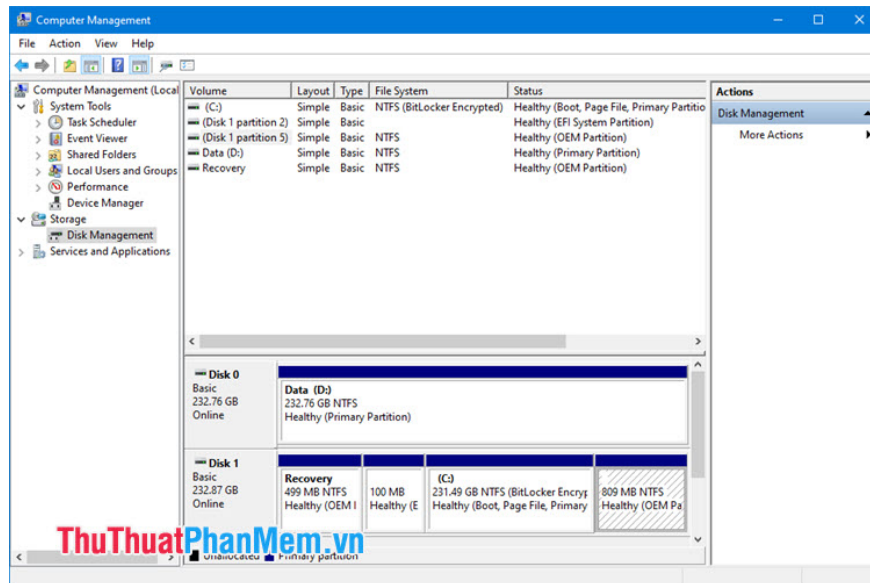 Computer Management
File Action View Help
Computer Management (Local
System Tools
Task Scheduler
Event Viewer
Shared Folders
Local Users and Groups
Performance
Device Manager
Storage
Disk Management
Services and Applications
Volume Layout Type File System Status
(C:) Simple Basic NTFS (BitLocker Encrypted) Healthy (Boot, Page File, Primary Partitio
(Disk 1 partition 2) Simple Basic Healthy (EFI System Partition)
(Disk 1 partition 5) Simple Basic NTFS Healthy (OEM Partition)
Data (D:) Simple Basic NTFS Healthy (Primary Partition)
Recovery Simple Basic NTFS Healthy (OEM Partition)
Actions
Disk Management
More Actions
Disk 0
Basic
232.76 GB
Online
Data (D:)
232.76 GB NTFS
Healthy (Primary Partition)
Disk 1
Basic
232.87 GB
Online
Recovery
499 MB NTFS
Healthy (OEM I
100 MB
Healthy (E
(C:)
231.49 GB NTFS (BitLocker Encryp
Healthy (Boot, Page File, Primary
809 MB NTFS
Healthy (OEM Pa
Unallocated Primary partition
ThuThuatPhanMem.vn